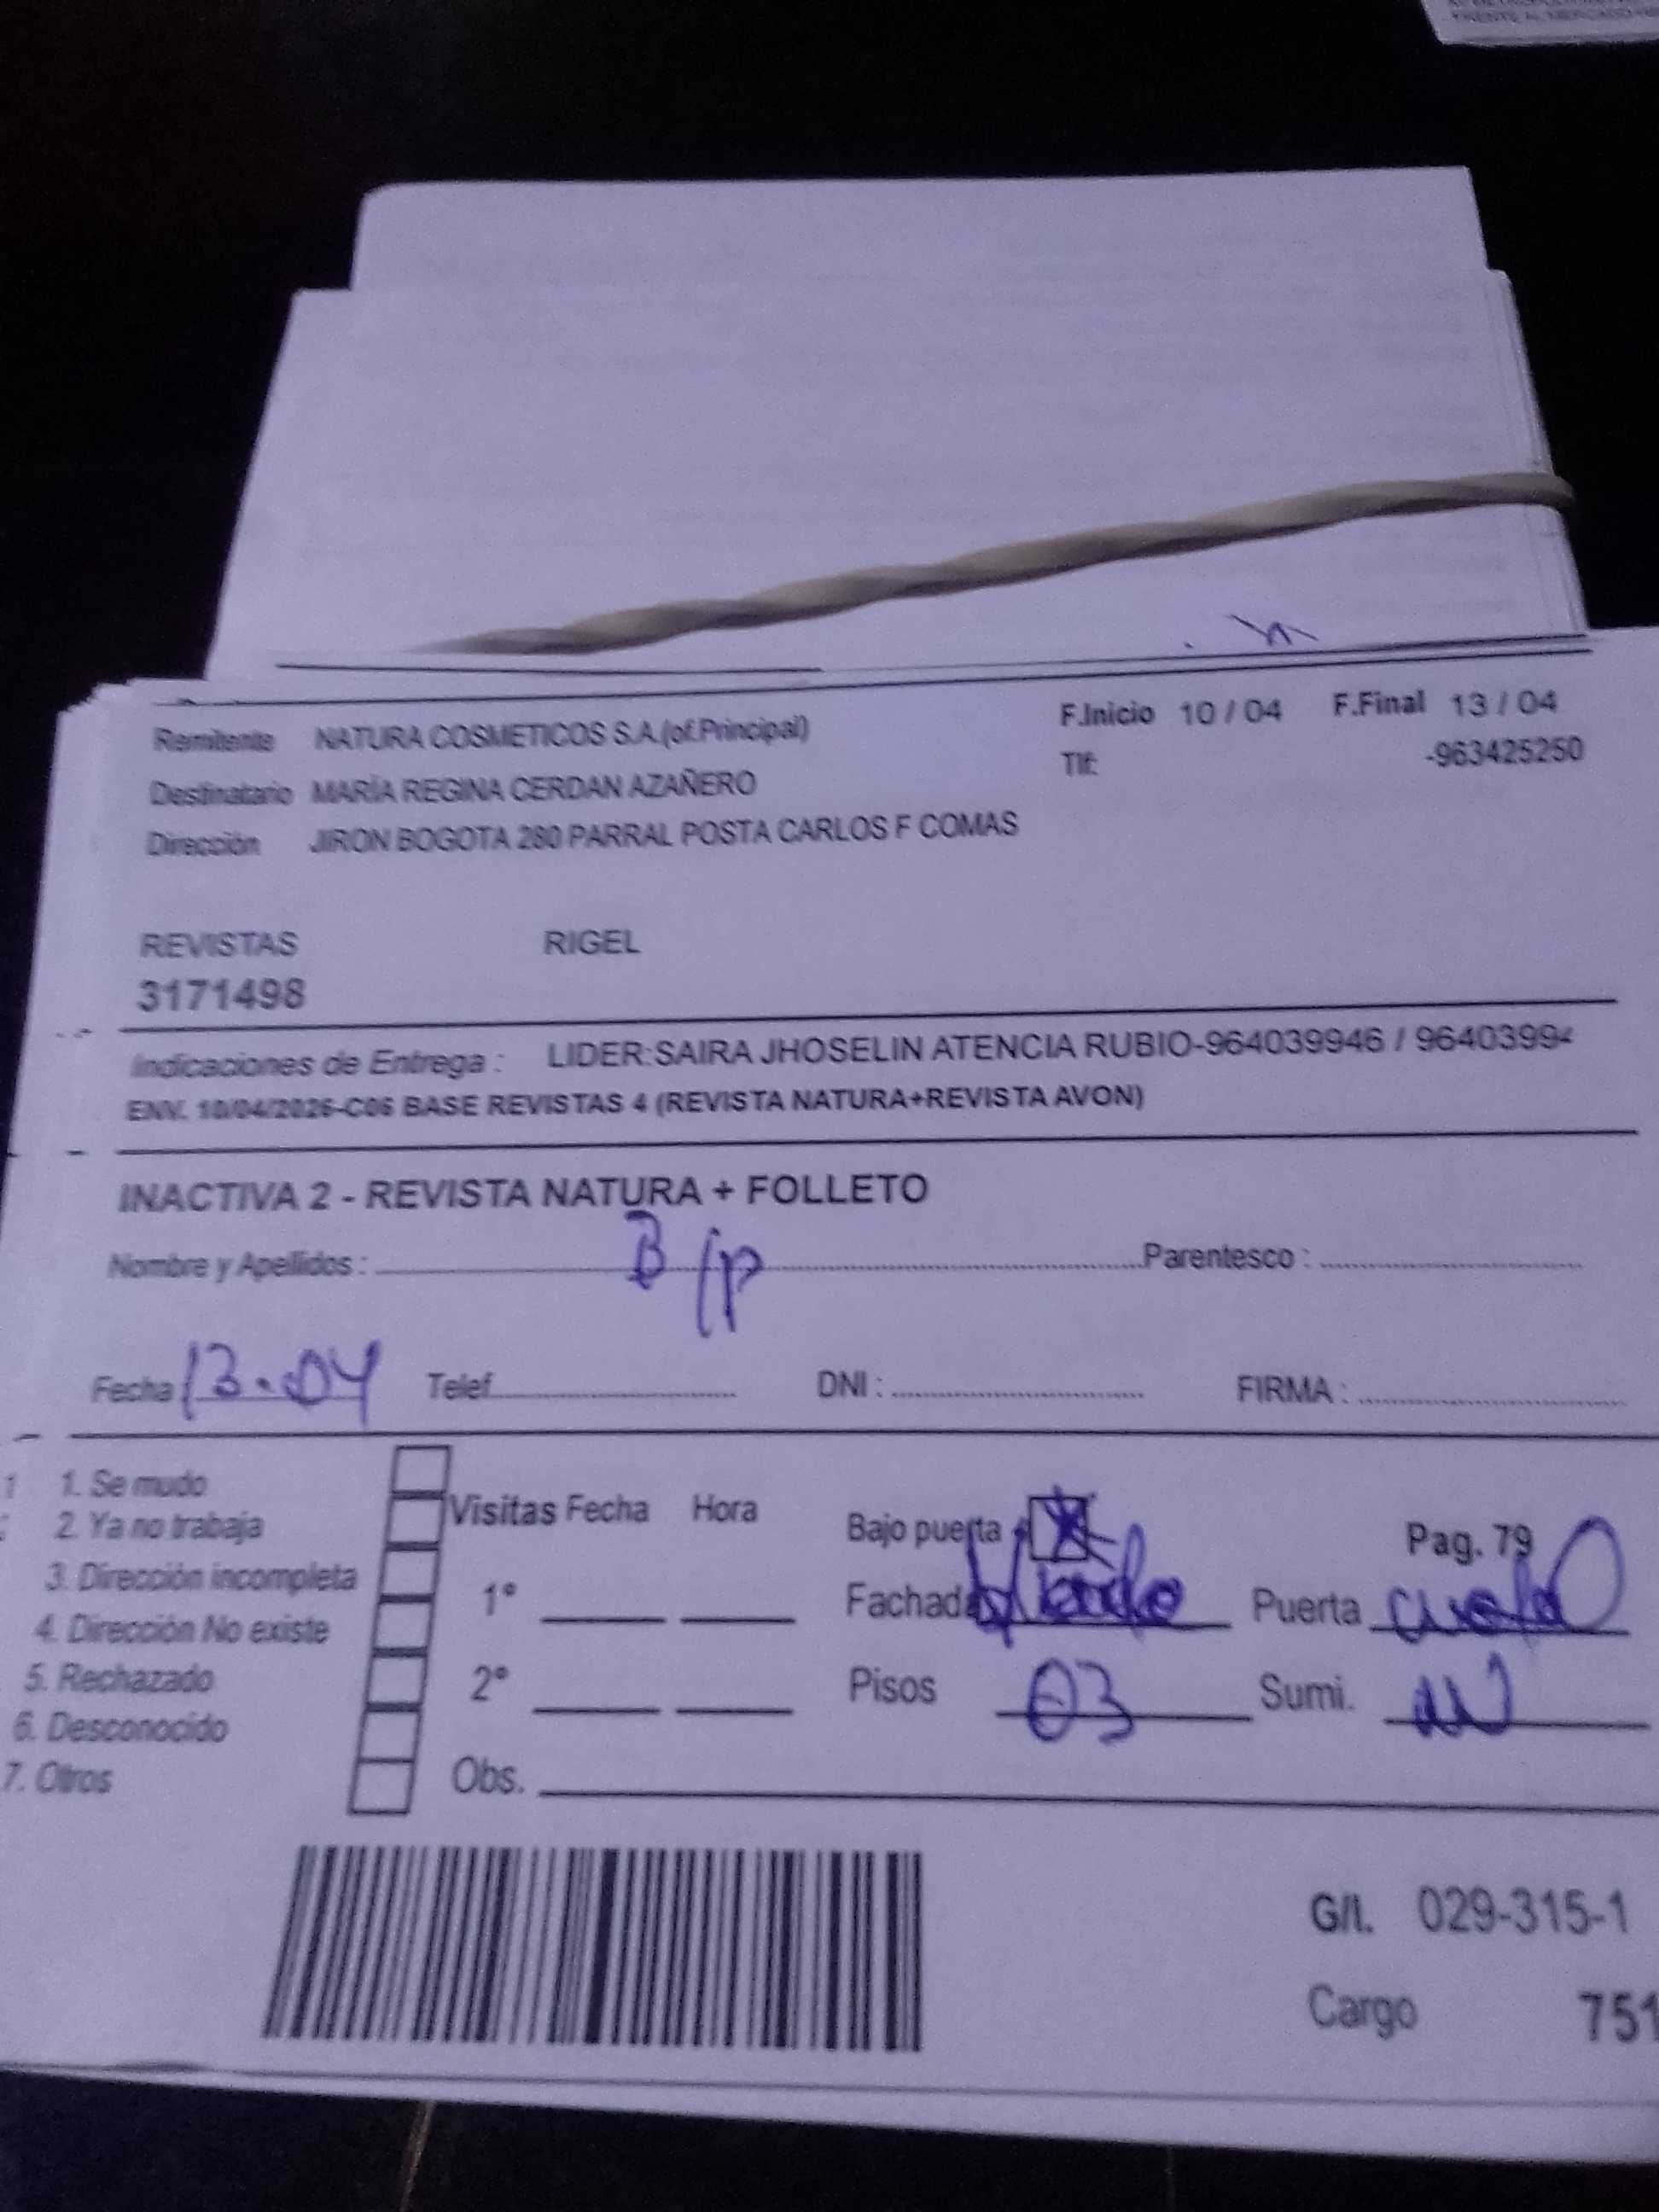 FRENTE AL MERCADO
Remitente NATURA COSMETICOS S.A.(of.Principal) F.Inicio 10 / 04 F.Final 13 / 04
Destinatario MARÍA REGINA CERDAN AZAÑERO Tlf: -963425250
Dirección JIRON BOGOTA 280 PARRAL POSTA CARLOS F COMAS
REVISTAS RIGEL
3171498
Indicaciones de Entrega : LIDER:SAIRA JHOSELIN ATENCIA RUBIO-964039946 / 96403994
ENV. 10/04/2026-C06 BASE REVISTAS 4 (REVISTA NATURA+REVISTA AVON)
INACTIVA 2 - REVISTA NATURA + FOLLETO
Nombre y Apellidos : B/p Parentesco :
Fecha 13.04 Telef. DNI : FIRMA :
1. Se mudo
2. Ya no trabaja
3. Dirección incompleta
4. Dirección No existe
5. Rechazado
6. Desconocido
7. Otros
Visitas Fecha Hora
1°
2°
Obs.
Bajo puerta Pag. 79
Fachada Puerta
Pisos 03 Sumi.
G/I. 029-315-1
Cargo 751